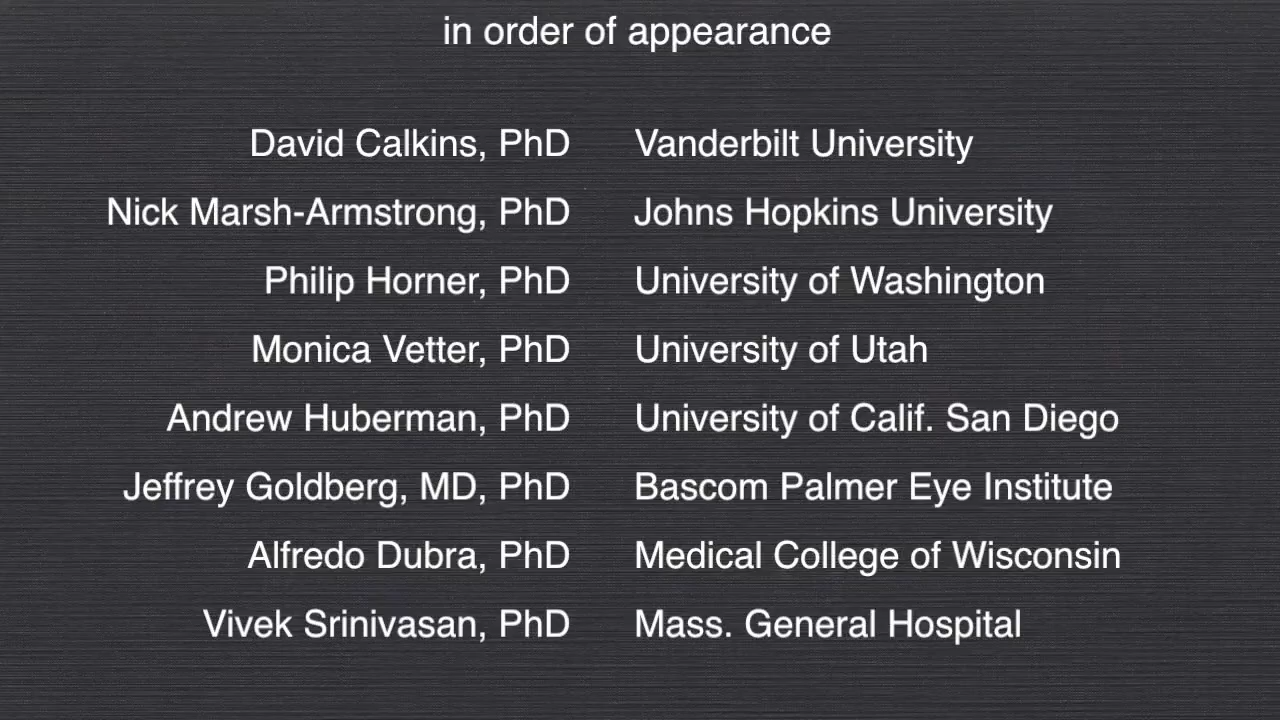 in order of appearance
David Calkins, PhD Vanderbilt University
Nick Marsh-Armstrong, PhD Johns Hopkins University
Philip Horner, PhD University of Washington
Monica Vetter, PhD University of Utah
Andrew Huberman, PhD University of Calif. San Diego
Jeffrey Goldberg, MD, PhD Bascom Palmer Eye Institute
Alfredo Dubra, PhD Medical College of Wisconsin
Vivek Srinivasan, PhD Mass. General Hospital